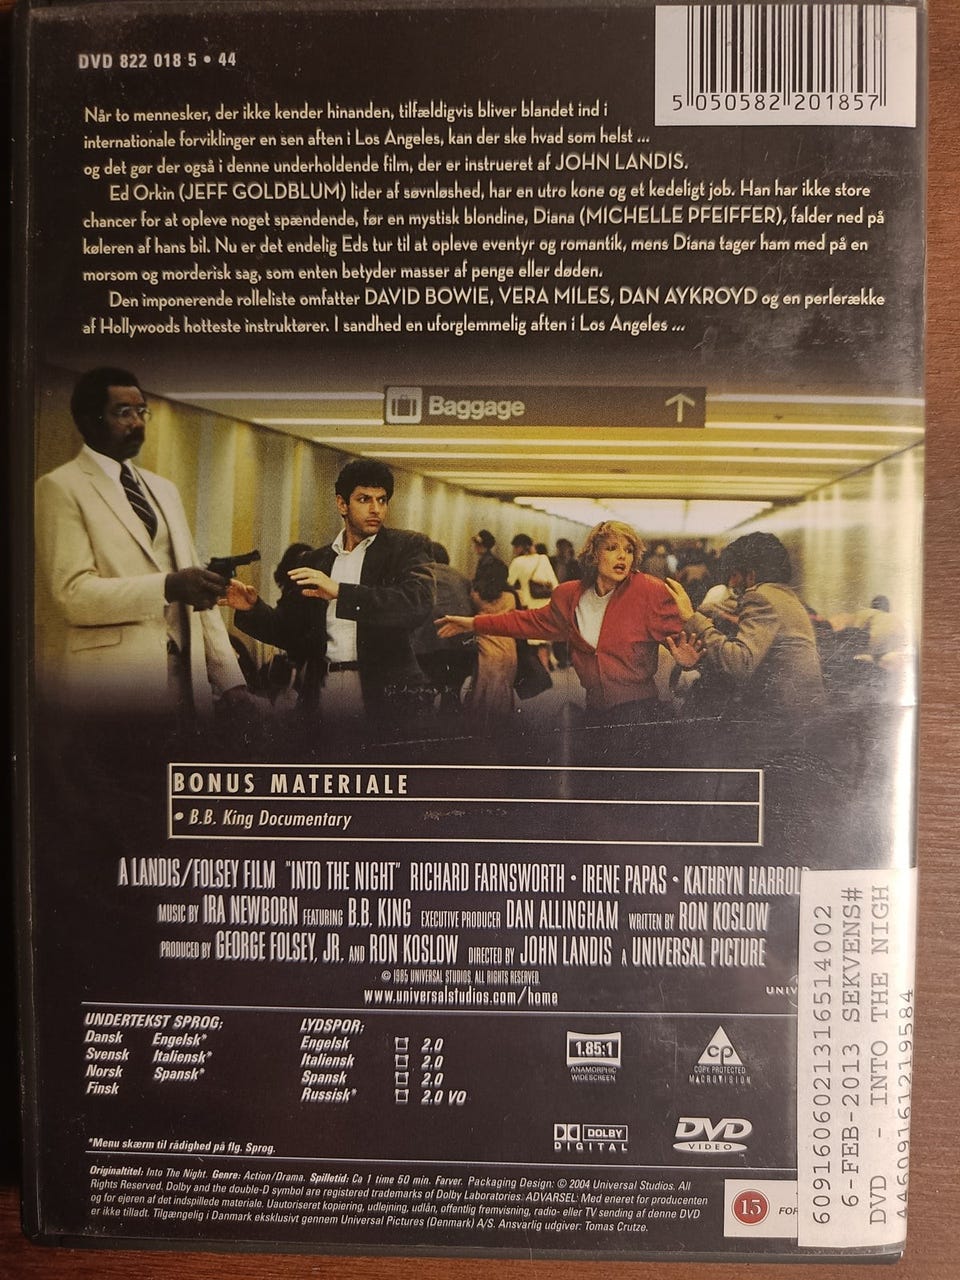 DVD 822 018 5 • 44
5 050582 201857
Når to mennesker, der ikke kender hinanden, tilfældigvis bliver blandet ind i
internationale forviklinger en sen aften i Los Angeles, kan der ske hvad som helst ...
og det gør der også i denne underholdende film, der er instrueret af JOHN LANDIS.
Ed Orkin (JEFF GOLDBLUM) lider af søvnløshed, har en utro kone og et kedeligt job. Han har ikke store
chancer for at opleve noget spændende, før en mystisk blondine, Diana (MICHELLE PFEIFFER), falder ned på
køleren af hans bil. Nu er det endelig Eds tur til at opleve eventyr og romantik, mens Diana tager ham med på en
morsom og morderisk sag, som enten betyder masser af penge eller døden.
Den imponerende rolleliste omfatter DAVID BOWIE, VERA MILES, DAN AYKROYD og en perlerække
af Hollywoods hotteste instruktører. I sandhed en uforglemmelig aften i Los Angeles ...
Baggage
BONUS MATERIALE
• B.B. King Documentary
A LANDIS/FOLSEY FILM "INTO THE NIGHT" RICHARD FARNSWORTH • IRENE PAPAS • KATHRYN HARROL
MUSIC BY IRA NEWBORN FEATURING B.B. KING EXECUTIVE PRODUCER DAN ALLINGHAM WRITTEN BY RON KOSLOW
PRODUCED BY GEORGE FOLSEY, JR. AND RON KOSLOW DIRECTED BY JOHN LANDIS A UNIVERSAL PICTURE
© 1985 UNIVERSAL STUDIOS. ALL RIGHTS RESERVED.
www.universalstudios.com/home
UNIV
UNDERTEKST SPROG:
Dansk Engelsk*
Svensk Italiensk*
Norsk Spansk*
Finsk
LYDSPOR:
Engelsk 2.0
Italiensk 2.0
Spansk 2.0
Russisk* 2.0 VO
1.85:1
ANAMORPHIC
WIDESCREEN
CP
COPY PROTECTED
MACROVISION
*Menu skærm til rådighed på flg. Sprog.
DOLBY
DIGITAL
DVD
VIDEO
Originaltitel: Into The Night. Genre: Action/Drama. Spilletid: Ca 1 time 50 min. Farver. Packaging Design: © 2004 Universal Studios. All
Rights Reserved. Dolby and the double-D symbol are registered trademarks of Dolby Laboratories. ADVARSEL: Med eneret for producenten
og for ejeren af det indspillede materiale. Uautoriseret kopiering, udlejning, udlån, offentlig fremvisning, radio- eller TV sending af denne DVD
er ikke tilladt. Tilgængelig i Danmark eksklusivt gennem Universal Pictures (Denmark) A/S. Ansvarlig udgiver: Tomas Crutze.
15
FOR
6091606021316514002
6-FEB-2013 SEKVENS#
DVD - INTO THE NIGH
44609161219584